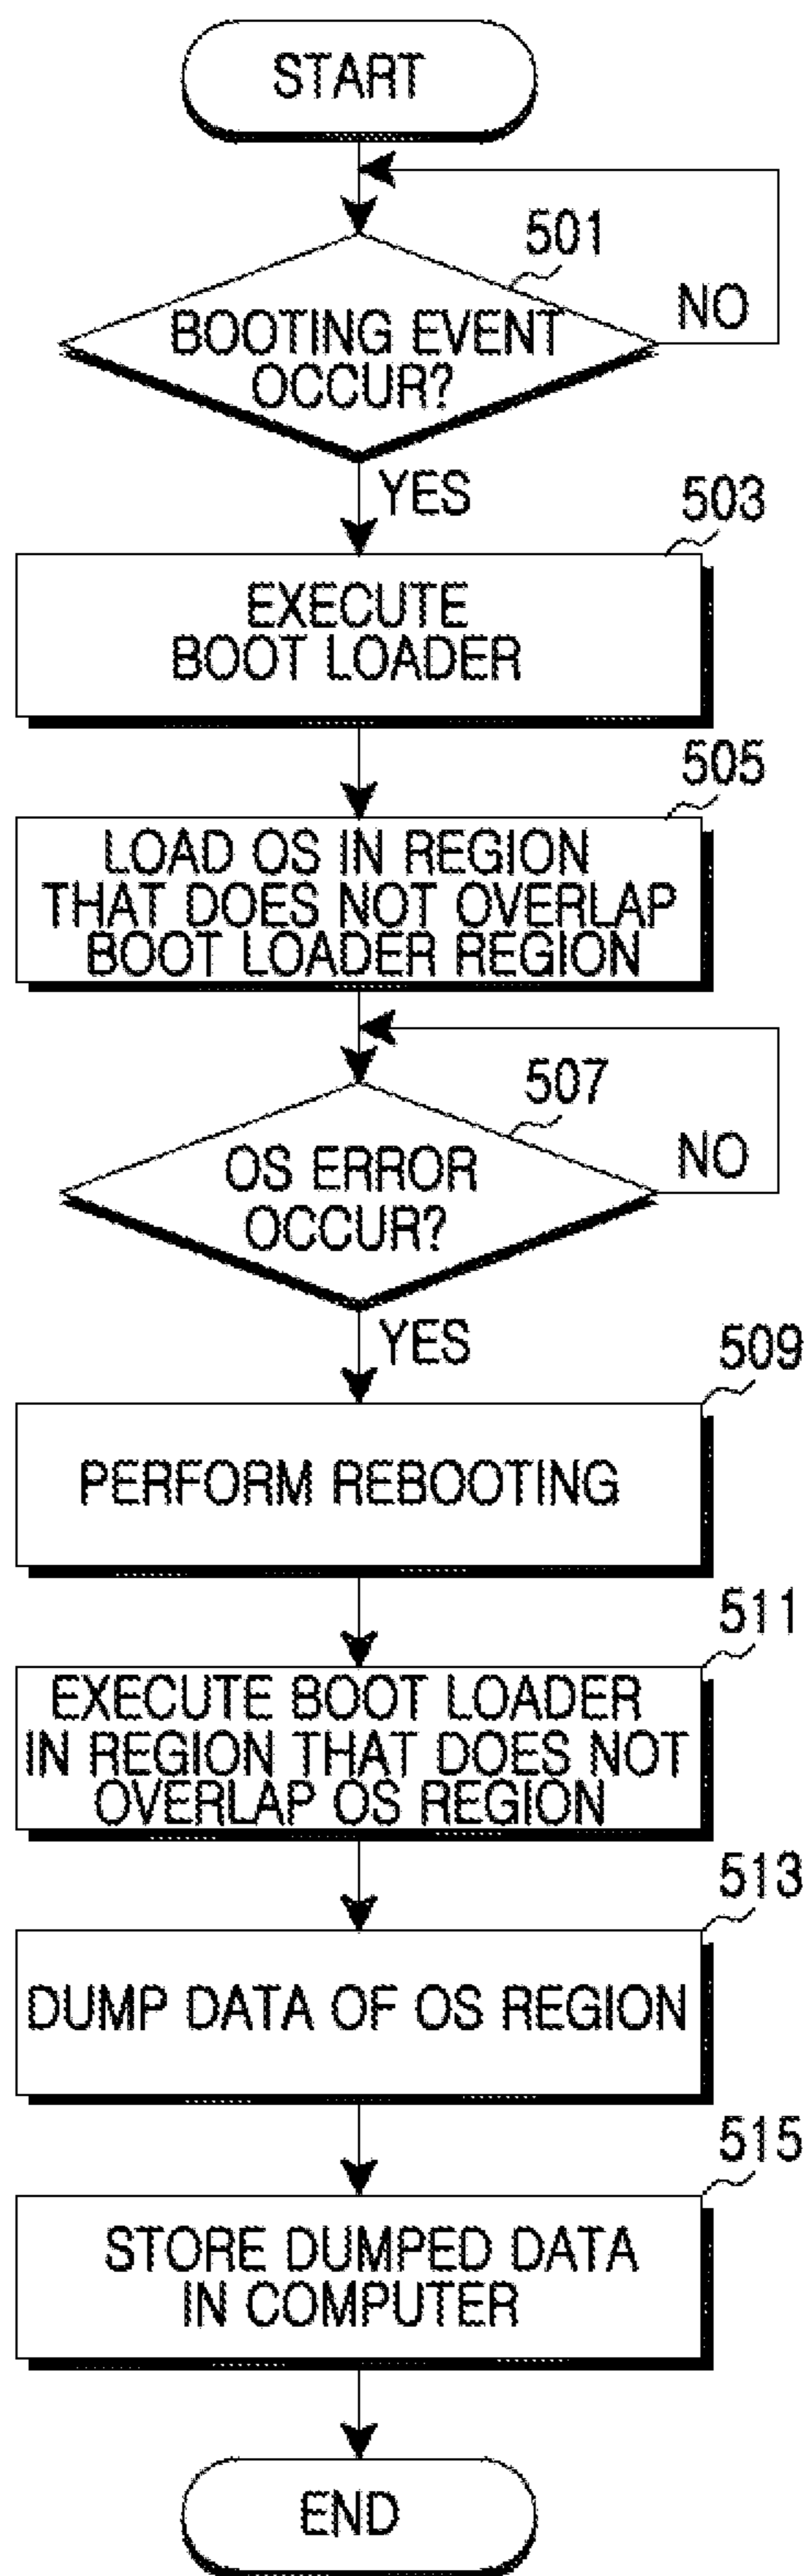 START
501
BOOTING EVENT
OCCUR?
NO
YES
503
EXECUTE
BOOT LOADER
505
LOAD OS IN REGION
THAT DOES NOT OVERLAP
BOOT LOADER REGION
507
OS ERROR
OCCUR?
NO
YES
509
PERFORM REBOOTING
511
EXECUTE BOOT LOADER
IN REGION THAT DOES NOT
OVERLAP OS REGION
513
DUMP DATA OF OS REGION
515
STORE DUMPED DATA
IN COMPUTER
END